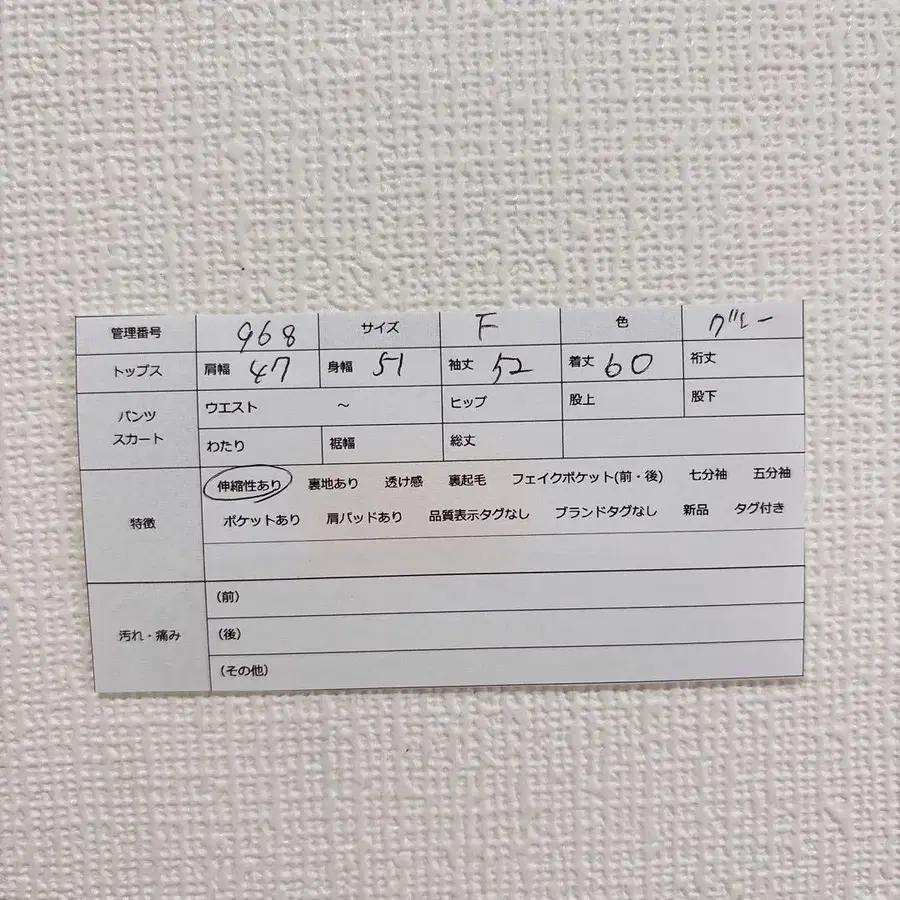 管理番号 968 サイズ F 色 グレー
トップス 肩幅 47 身幅 51 袖丈 52 着丈 60 裄丈
パンツ スカート ウエスト ～ ヒップ 股上 股下
わたり 裾幅 総丈
特徴 伸縮性あり 裏地あり 透け感 裏起毛 フェイクポケット(前・後) 七分袖 五分袖
ポケットあり 肩パッドあり 品質表示タグなし ブランドタグなし 新品 タグ付き
汚れ・痛み (前)
(後)
(その他)